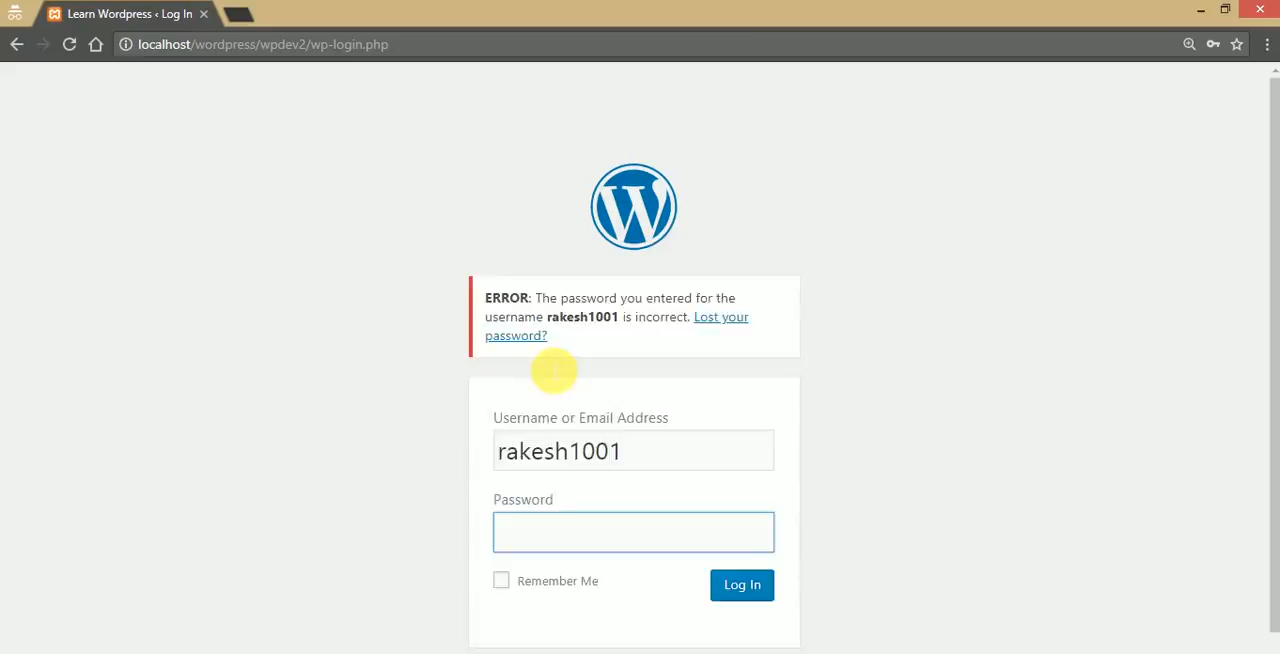 Learn Wordpress ‹ Log In
localhost/wordpress/wpdev2/wp-login.php
ERROR: The password you entered for the
username rakesh1001 is incorrect. Lost your
password?
Username or Email Address
rakesh1001
Password
Remember Me
Log In